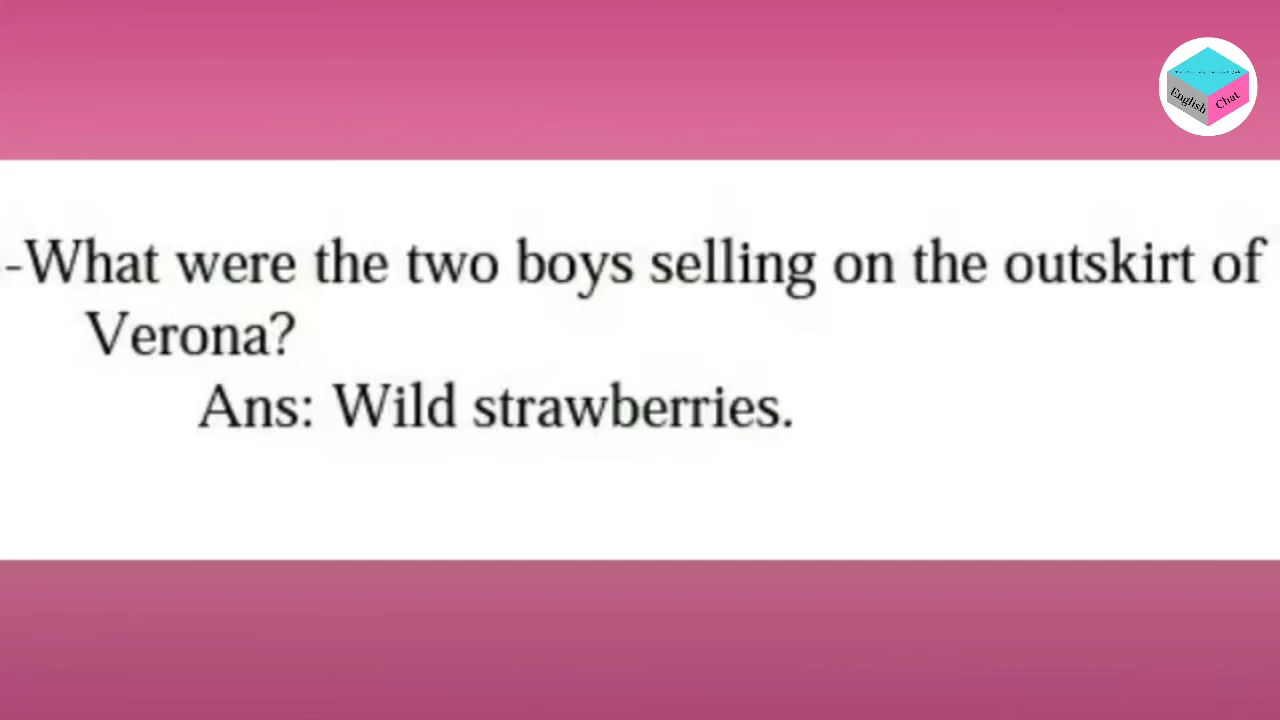 -What were the two boys selling on the outskirt of
Verona?
Ans: Wild strawberries.
English
Chat